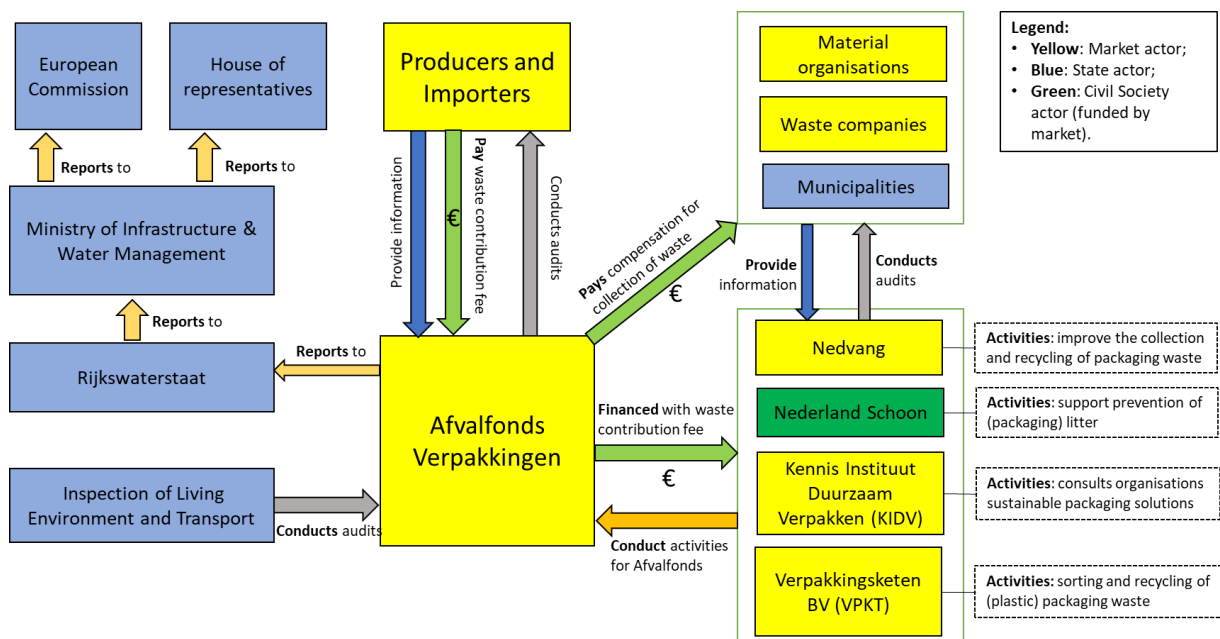 European
Commission
House of
representatives
Reports to
Reports to
Ministry of Infrastructure &
Water Management
Reports to
Rijkswaterstaat
Reports to
Inspection of Living
Environment and Transport
Conducts audits
Producers and
Importers
Provide information
Pay waste
contribution fee
€
Conducts audits
Afvalfonds
Verpakkingen
Pays compensation for
collection of waste
€
Financed with waste
contribution fee
€
Conduct activities
for Afvalfonds
Material
organisations
Waste companies
Municipalities
Provide
information
Conducts
audits
Nedvang
Nederland Schoon
Kennis Instituut
Duurzaam
Verpakken (KIDV)
Verpakkingsketen
BV (VPKT)
Legend:
• Yellow: Market actor;
• Blue: State actor;
• Green: Civil Society
actor (funded by
market).
Activities: improve the collection
and recycling of packaging waste
Activities: support prevention of
(packaging) litter
Activities: consults organisations
sustainable packaging solutions
Activities: sorting and recycling of
(plastic) packaging waste